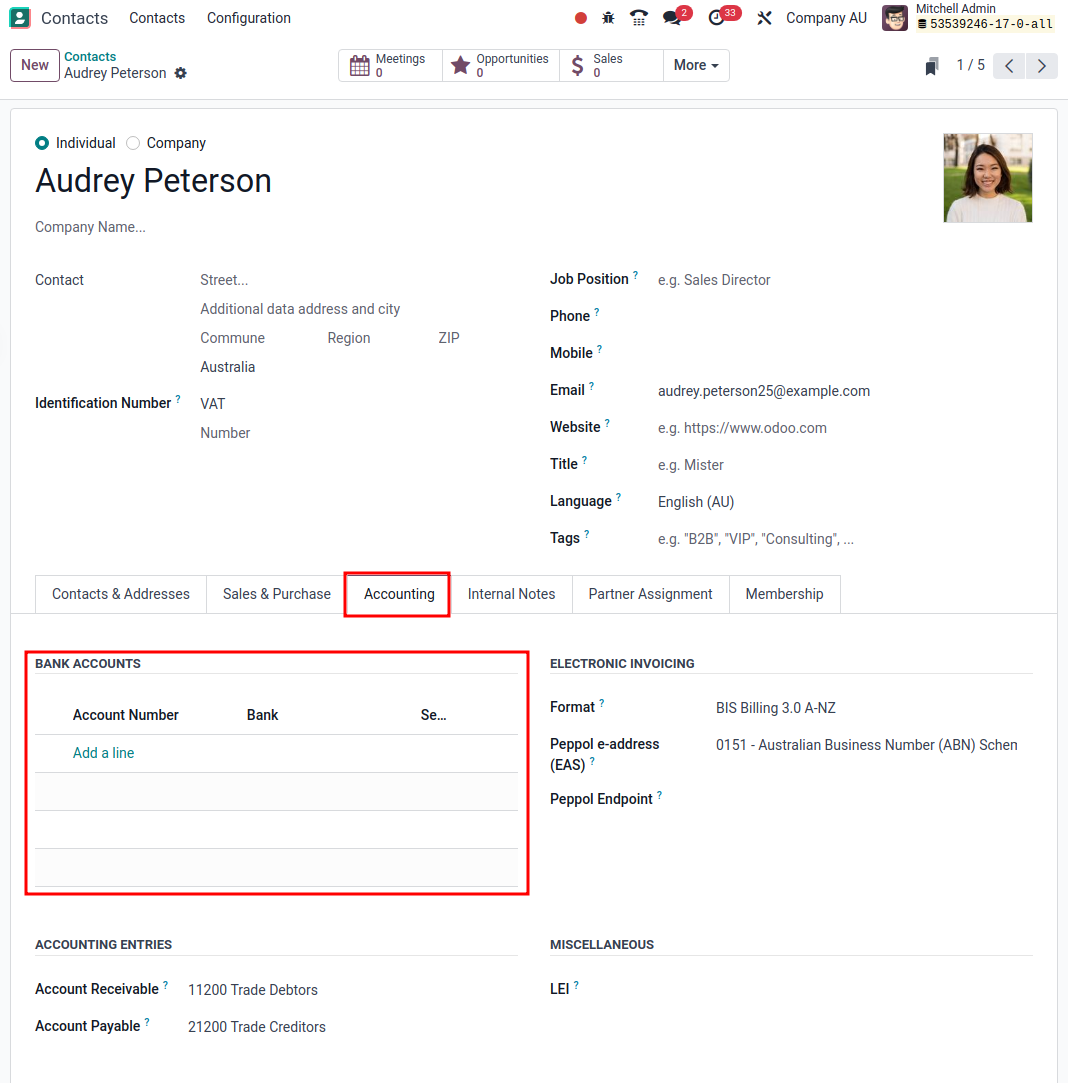 Contacts Contacts Configuration 2 33 Company AU Mitchell Admin
53539246-17-0-all
New Contacts
Audrey Peterson
Meetings 0 Opportunities 0 $ Sales 0 More
1 / 5
Individual Company
Audrey Peterson
Company Name...
Contact Street...
Additional data address and city
Commune Region ZIP
Australia
Identification Number ? VAT
Number
Job Position ? e.g. Sales Director
Phone ?
Mobile ?
Email ? audrey.peterson25@example.com
Website ? e.g. https://www.odoo.com
Title ? e.g. Mister
Language ? English (AU)
Tags ? e.g. "B2B", "VIP", "Consulting", ...
Contacts & Addresses Sales & Purchase Accounting Internal Notes Partner Assignment Membership
BANK ACCOUNTS
Account Number Bank Se...
Add a line
ELECTRONIC INVOICING
Format ? BIS Billing 3.0 A-NZ
Peppol e-address 0151 - Australian Business Number (ABN) Schen
(EAS) ?
Peppol Endpoint ?
ACCOUNTING ENTRIES
Account Receivable ? 11200 Trade Debtors
Account Payable ? 21200 Trade Creditors
MISCELLANEOUS
LEI ?